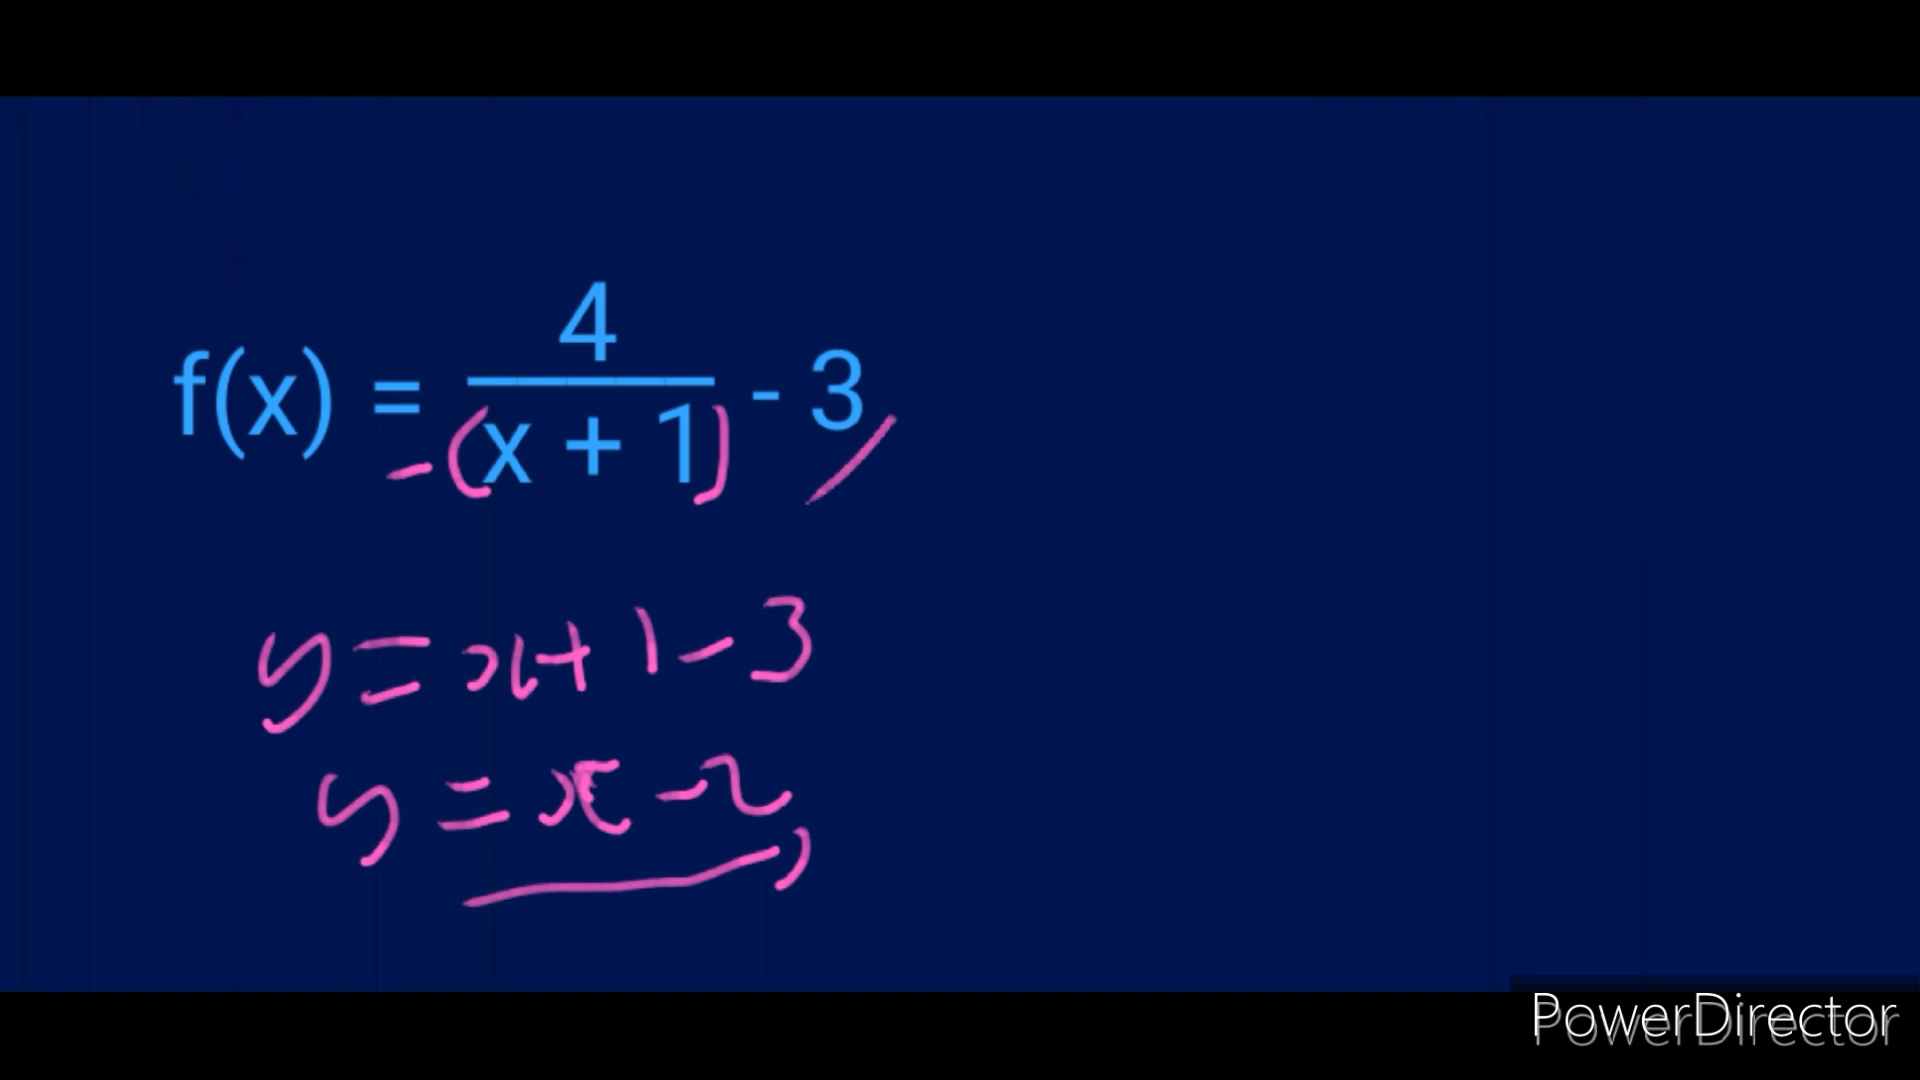 f(x) = 4/(x + 1) - 3
-( )
y = x + 1 - 3
y = x - 2
PowerDirector